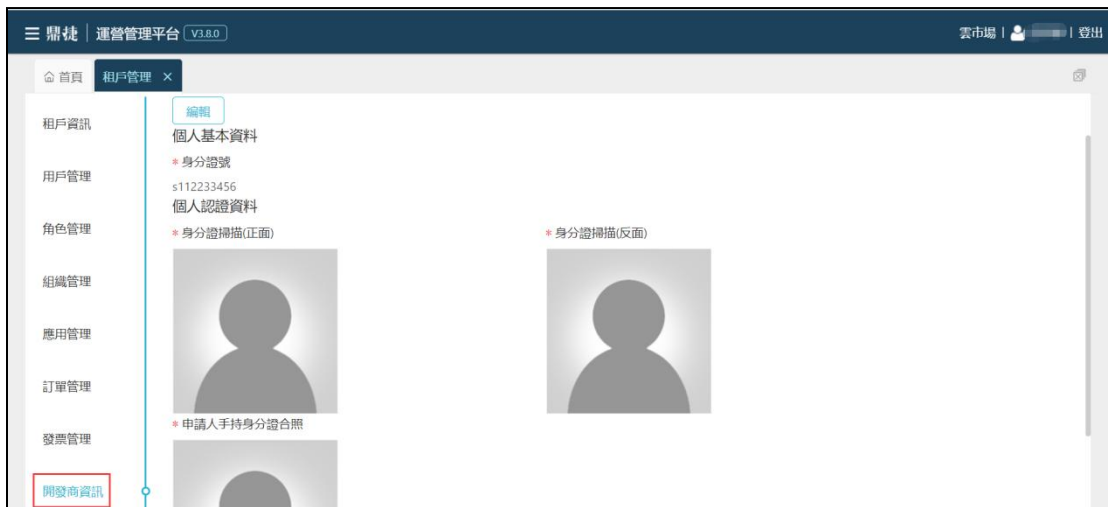 鼎捷 | 運營管理平台 V3.8.0
雲市場 | | 登出
首頁 租戶管理 ×
租戶資訊
用戶管理
角色管理
組織管理
應用管理
訂單管理
發票管理
開發商資訊
編輯
個人基本資料
* 身分證號
s112233456
個人認證資料
* 身分證掃描(正面)
* 身分證掃描(反面)
* 申請人手持身分證合照